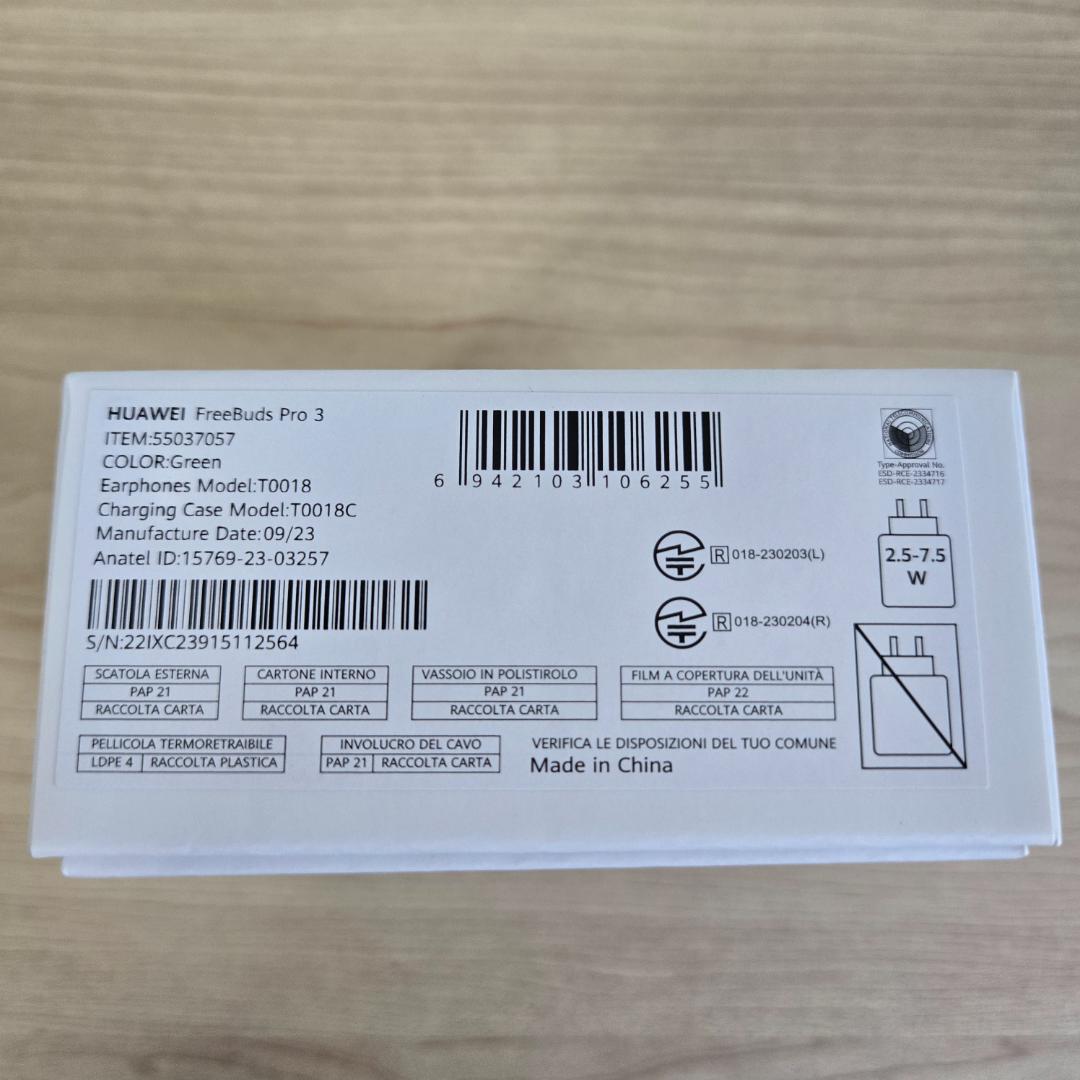 HUAWEI FreeBuds Pro 3
ITEM:55037057
COLOR:Green
Earphones Model:T0018
Charging Case Model:T0018C
Manufacture Date:09/23
Anatel ID:15769-23-03257
S/N:22IXC23915112564
6 942103 106255
Type-Approval No.
ESD-RCE-2334716
ESD-RCE-2334717
R 018-230203(L)
R 018-230204(R)
2.5-7.5
W
SCATOLA ESTERNA
PAP 21
RACCOLTA CARTA
CARTONE INTERNO
PAP 21
RACCOLTA CARTA
VASSOIO IN POLISTIROLO
PAP 21
RACCOLTA CARTA
FILM A COPERTURA DELL'UNITÀ
PAP 22
RACCOLTA CARTA
PELLICOLA TERMORETRAIBILE
LDPE 4 RACCOLTA PLASTICA
INVOLUCRO DEL CAVO
PAP 21 RACCOLTA CARTA
VERIFICA LE DISPOSIZIONI DEL TUO COMUNE
Made in China